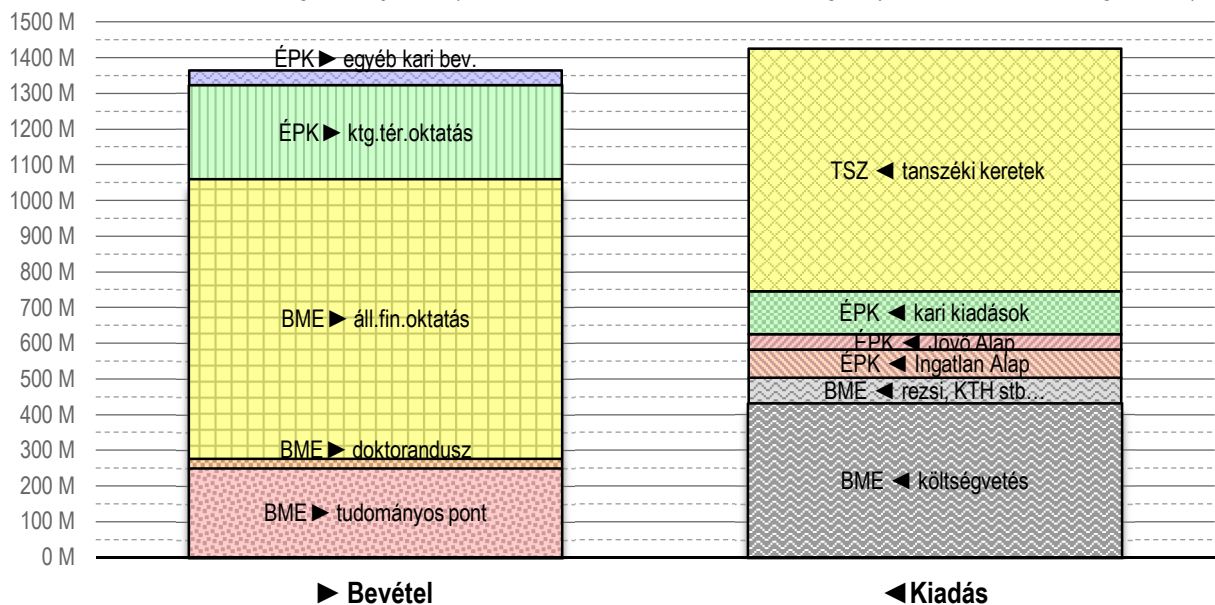 1500 M
1400 M
1300 M
1200 M
1100 M
1000 M
900 M
800 M
700 M
600 M
500 M
400 M
300 M
200 M
100 M
0 M
ÉPK ► egyéb kari bev.
ÉPK ► ktg.tér.oktatás
BME ► áll.fin.oktatás
BME ► doktorandusz
BME ► tudományos pont
TSZ ◄ tanszéki keretek
ÉPK ◄ kari kiadások
ÉPK ◄ Jövő Alap
ÉPK ◄ Ingatlan Alap
BME ◄ rezsi, KTH stb...
BME ◄ költségvetés
► Bevétel
◄ Kiadás